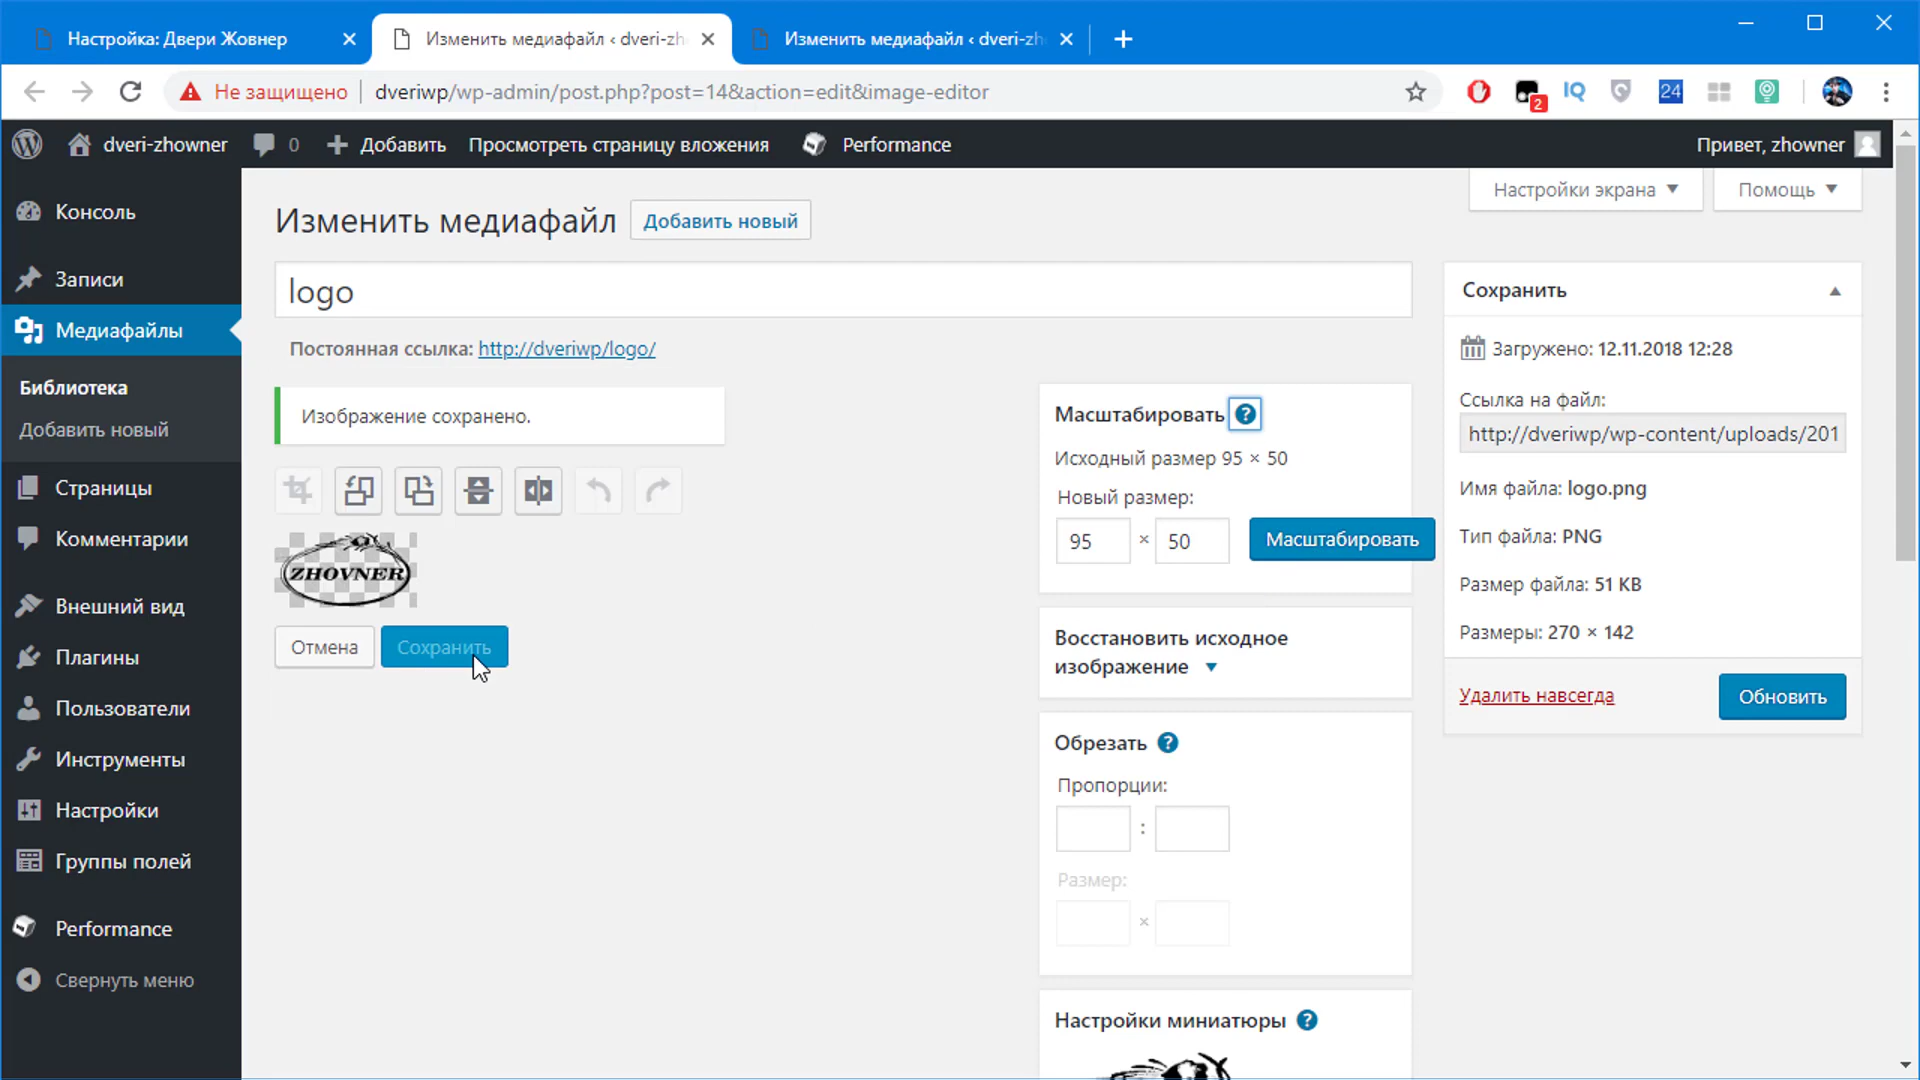 Настройка: Двери Жовнер
Изменить медиафайл ‹ dveri-zh
Изменить медиафайл ‹ dveri-zh
Не защищено
dveriwp/wp-admin/post.php?post=14&action=edit&image-editor
2
IQ
24
dveri-zhowner
0
Добавить
Просмотреть страницу вложения
Performance
Привет, zhowner
Консоль
Записи
Медиафайлы
Библиотека
Добавить новый
Страницы
Комментарии
Внешний вид
Плагины
Пользователи
Инструменты
Настройки
Группы полей
Performance
Свернуть меню
Настройки экрана
Помощь
Изменить медиафайл
Добавить новый
logo
Постоянная ссылка: http://dveriwp/logo/
Изображение сохранено.
ZHOVNER
Отмена
Сохранить
Масштабировать ?
Исходный размер 95 × 50
Новый размер:
95 × 50
Масштабировать
Восстановить исходное
изображение
Обрезать ?
Пропорции:
:
Размер:
×
Настройки миниатюры ?
Сохранить
Загружено: 12.11.2018 12:28
Ссылка на файл:
http://dveriwp/wp-content/uploads/201
Имя файла: logo.png
Тип файла: PNG
Размер файла: 51 KB
Размеры: 270 × 142
Удалить навсегда
Обновить